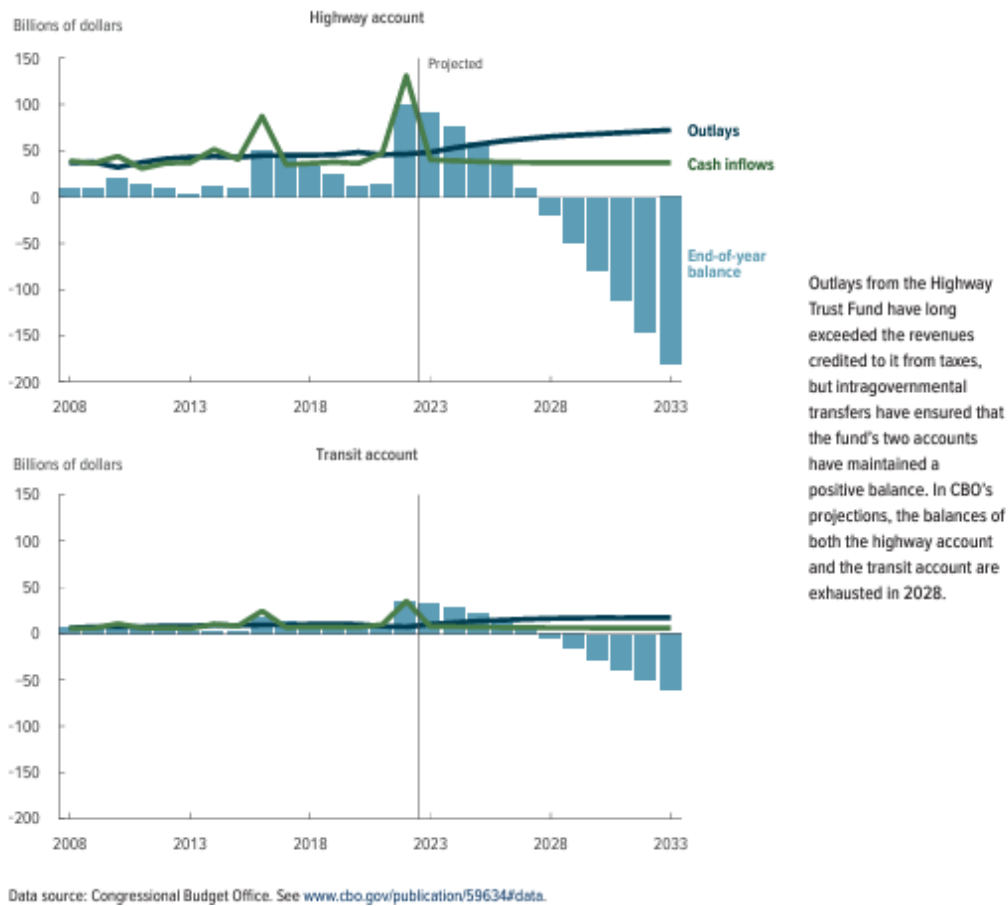 Highway account
Billions of dollars
150
Projected
100
Outlays
50
Cash inflows
0
-50
End-of-year
balance
-100
-150
-200
2008 2013 2018 2023 2028 2033
Outlays from the Highway
Trust Fund have long
exceeded the revenues
credited to it from taxes,
but intragovernmental
transfers have ensured that
the fund's two accounts
have maintained a
positive balance. In CBO's
projections, the balances of
both the highway account
and the transit account are
exhausted in 2028.
Transit account
Billions of dollars
150
100
50
0
-50
-100
-150
-200
2008 2013 2018 2023 2028 2033
Data source: Congressional Budget Office. See www.cbo.gov/publication/59634#data.